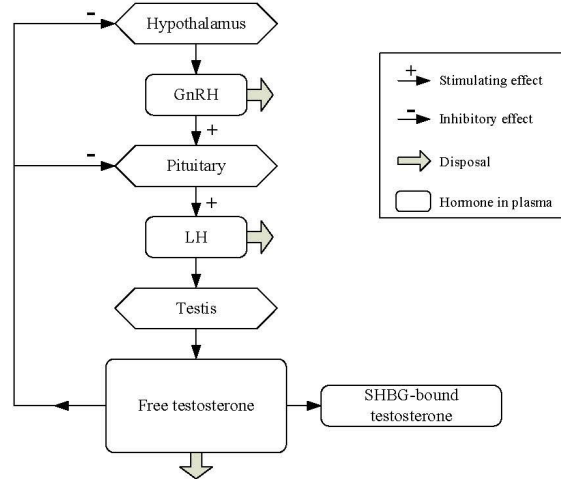 -
Hypothalamus
GnRH
+
-
Pituitary
+
LH
Testis
Free testosterone
SHBG-bound
testosterone
+
Stimulating effect
-
Inhibitory effect
Disposal
Hormone in plasma